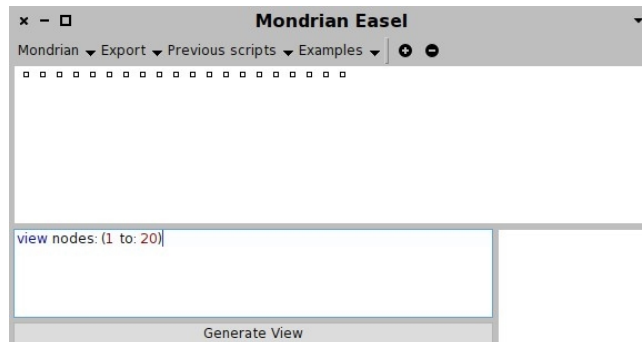 Mondrian Easel
Mondrian Export Previous scripts Examples
view nodes: (1 to: 20)
Generate View